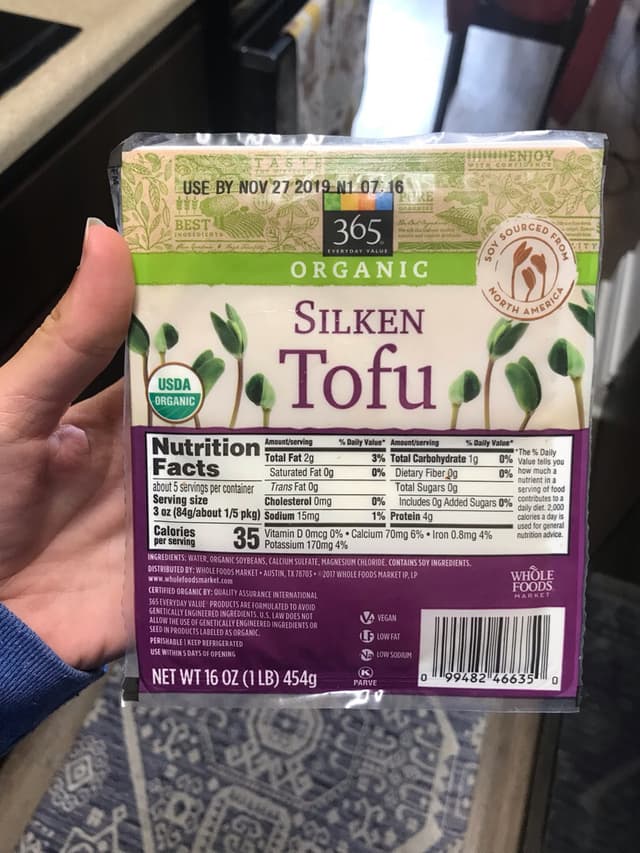 TASTE
ENJOY
WITH CONFIDENCE
USE BY NOV 27 2019 N1 07:16
BEST
INGREDIENTS
365
EVERYDAY VALUE
ORGANIC
SOY SOURCED FROM
NORTH AMERICA
SILKEN
Tofu
USDA
ORGANIC
Nutrition
Facts
about 5 servings per container
Serving size
3 oz (84g/about 1/5 pkg)
Calories
per serving
35
Amount/serving % Daily Value*
Total Fat 2g 3%
Saturated Fat 0g 0%
Trans Fat 0g
Cholesterol 0mg 0%
Sodium 15mg 1%
Amount/serving % Daily Value*
Total Carbohydrate 1g 0%
Dietary Fiber 0g 0%
Total Sugars 0g
Includes 0g Added Sugars 0%
Protein 4g
Vitamin D 0mcg 0% • Calcium 70mg 6% • Iron 0.8mg 4%
Potassium 170mg 4%
*The % Daily
Value tells you
how much a
nutrient in a
serving of food
contributes to a
daily diet. 2,000
calories a day is
used for general
nutrition advice.
INGREDIENTS: WATER, ORGANIC SOYBEANS, CALCIUM SULFATE, MAGNESIUM CHLORIDE. CONTAINS SOY INGREDIENTS.
DISTRIBUTED BY: WHOLE FOODS MARKET • AUSTIN, TX 78703 • ©2017 WHOLE FOODS MARKET IP, LP
www.wholefoodsmarket.com
CERTIFIED ORGANIC BY: QUALITY ASSURANCE INTERNATIONAL
365 EVERYDAY VALUE PRODUCTS ARE FORMULATED TO AVOID
GENETICALLY ENGINEERED INGREDIENTS. U.S. LAW DOES NOT
ALLOW THE USE OF GENETICALLY ENGINEERED INGREDIENTS OR
SEED IN PRODUCTS LABELED AS ORGANIC.
PERISHABLE | KEEP REFRIGERATED
USE WITHIN 5 DAYS OF OPENING
NET WT 16 OZ (1 LB) 454g
V VEGAN
LF LOW FAT
LOW SODIUM
K
PARVE
WHOLE
FOODS
MARKET
0 99482 46635 0